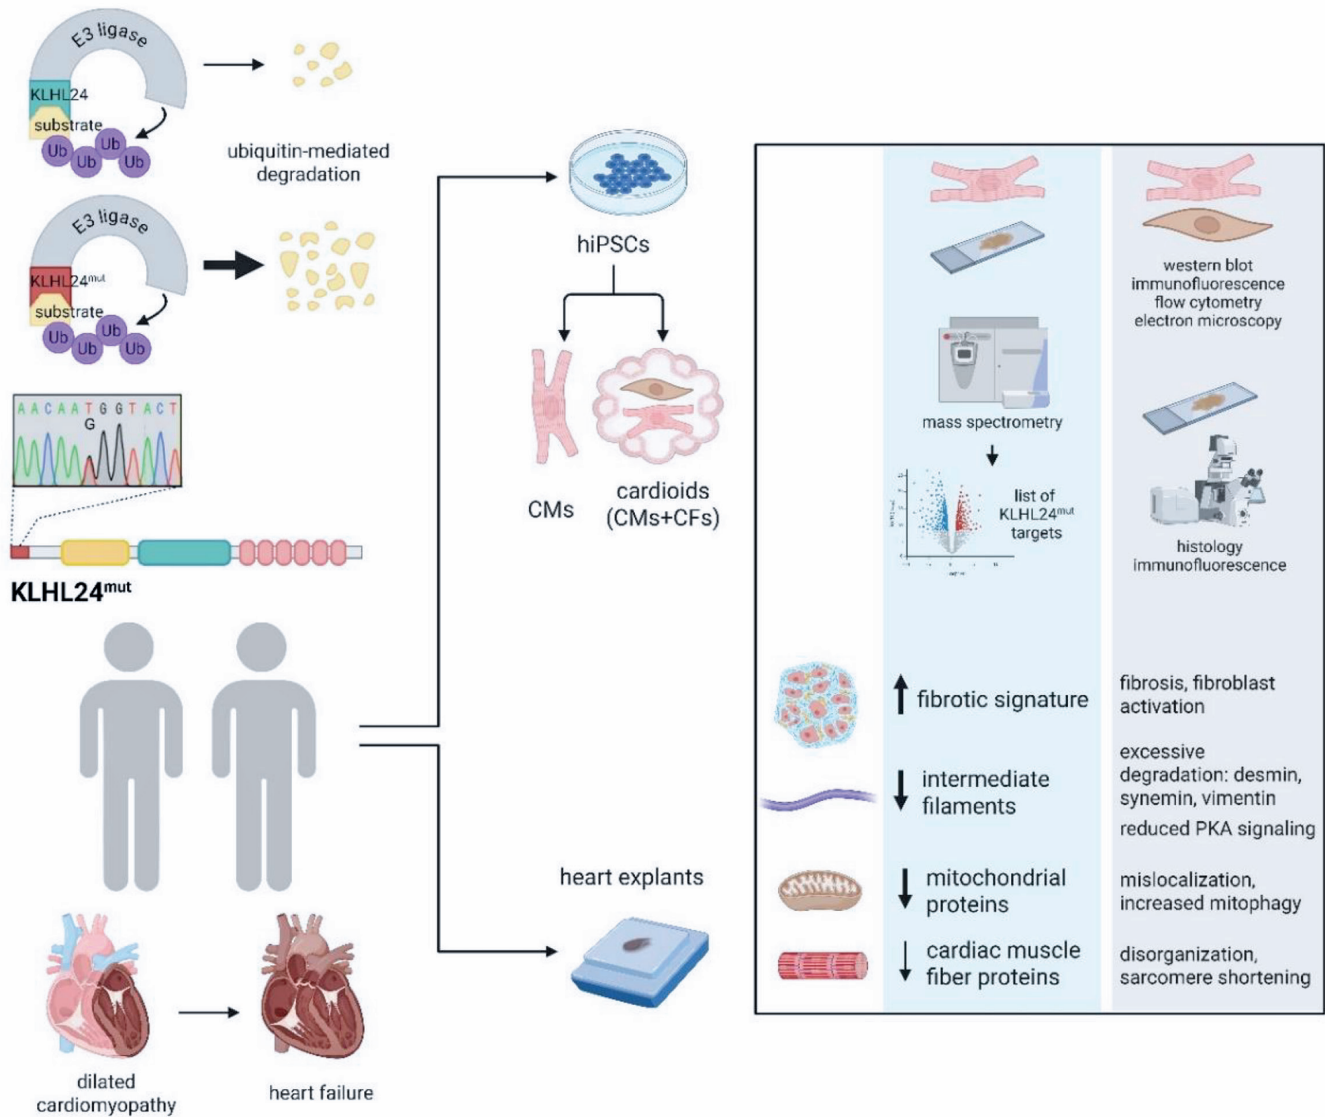 E3 ligase
KLHL24
substrate
Ub
Ub
Ub
Ub
ubiquitin-mediated
degradation
E3 ligase
KLHL24ᵐᵘᵗ
substrate
Ub
Ub
Ub
Ub
A A C A A T G G T A C T
G
KLHL24ᵐᵘᵗ
dilated
cardiomyopathy
heart failure
hiPSCs
CMs
cardioids
(CMs+CFs)
heart explants
mass spectrometry
list of
KLHL24ᵐᵘᵗ
targets
western blot
immunofluorescence
flow cytometry
electron microscopy
histology
immunofluorescence
fibrotic signature
fibrosis, fibroblast
activation
intermediate
filaments
excessive
degradation: desmin,
synemin, vimentin
reduced PKA signaling
mitochondrial
proteins
mislocalization,
increased mitophagy
cardiac muscle
fiber proteins
disorganization,
sarcomere shortening